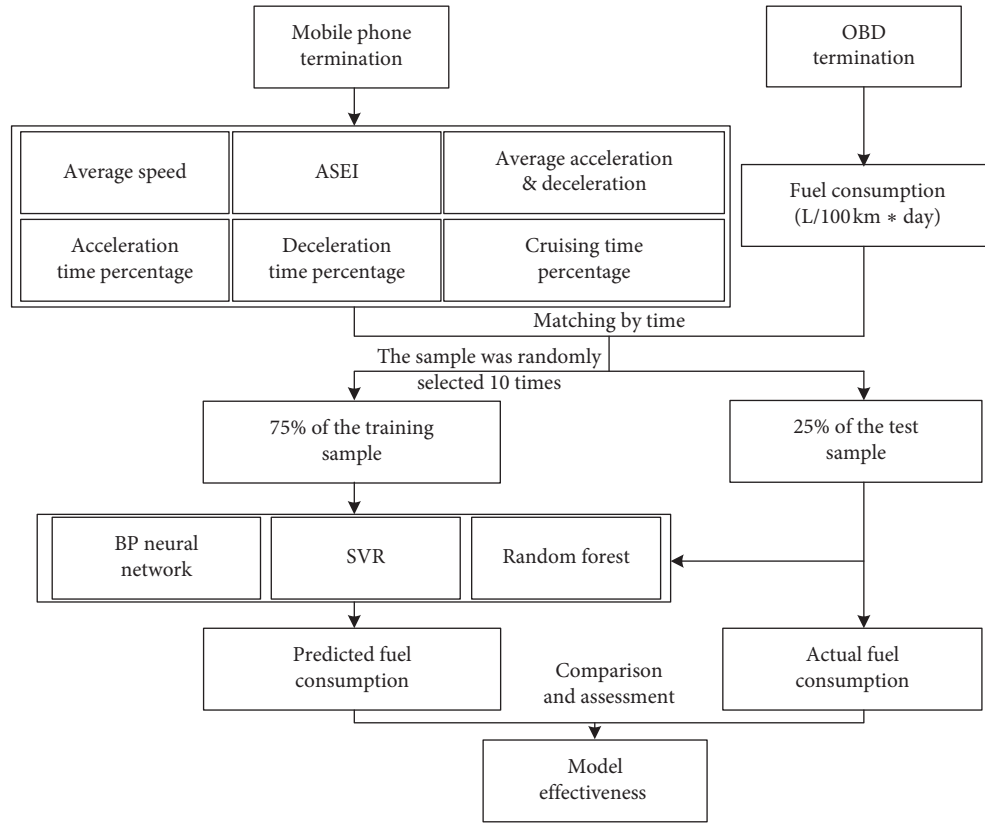 Mobile phone
termination
OBD
termination
Average speed
ASEI
Average acceleration
& deceleration
Fuel consumption
(L/100 km * day)
Acceleration
time percentage
Deceleration
time percentage
Cruising time
percentage
Matching by time
The sample was randomly
selected 10 times
75% of the training
sample
25% of the test
sample
BP neural
network
SVR
Random forest
Predicted fuel
consumption
Comparison
and assessment
Actual fuel
consumption
Model
effectiveness